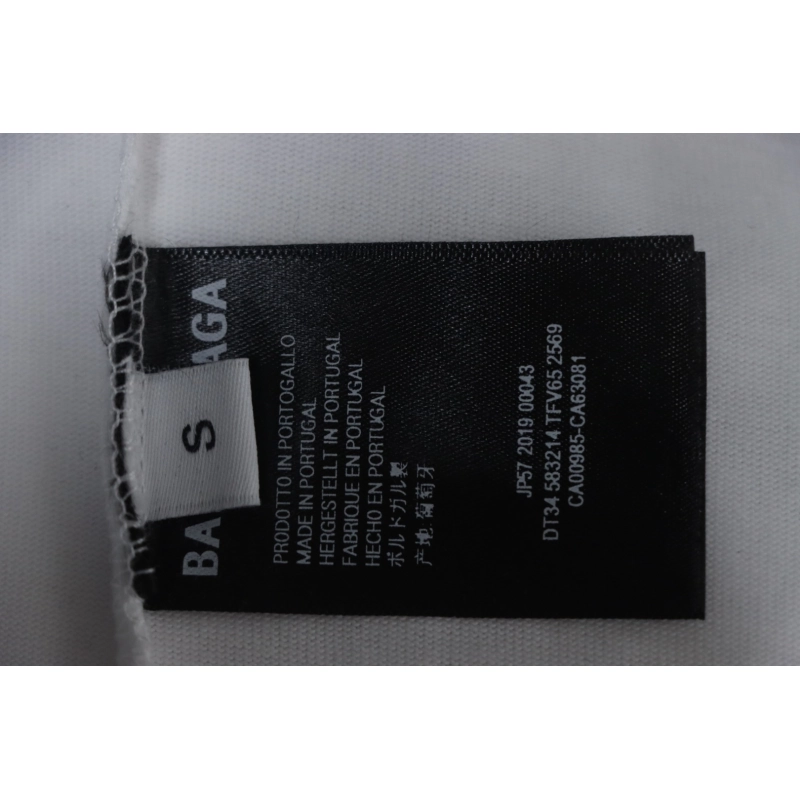 BA AGA
S
PRODOTTO IN PORTOGALLO
MADE IN PORTUGAL
HERGESTELLT IN PORTUGAL
FABRIQUE EN PORTUGAL
HECHO EN PORTUGAL
ポルトガル製
产地:葡萄牙
JP57 2019 00043
DT34 583214 TFV65 2569
CA00985-CA63081